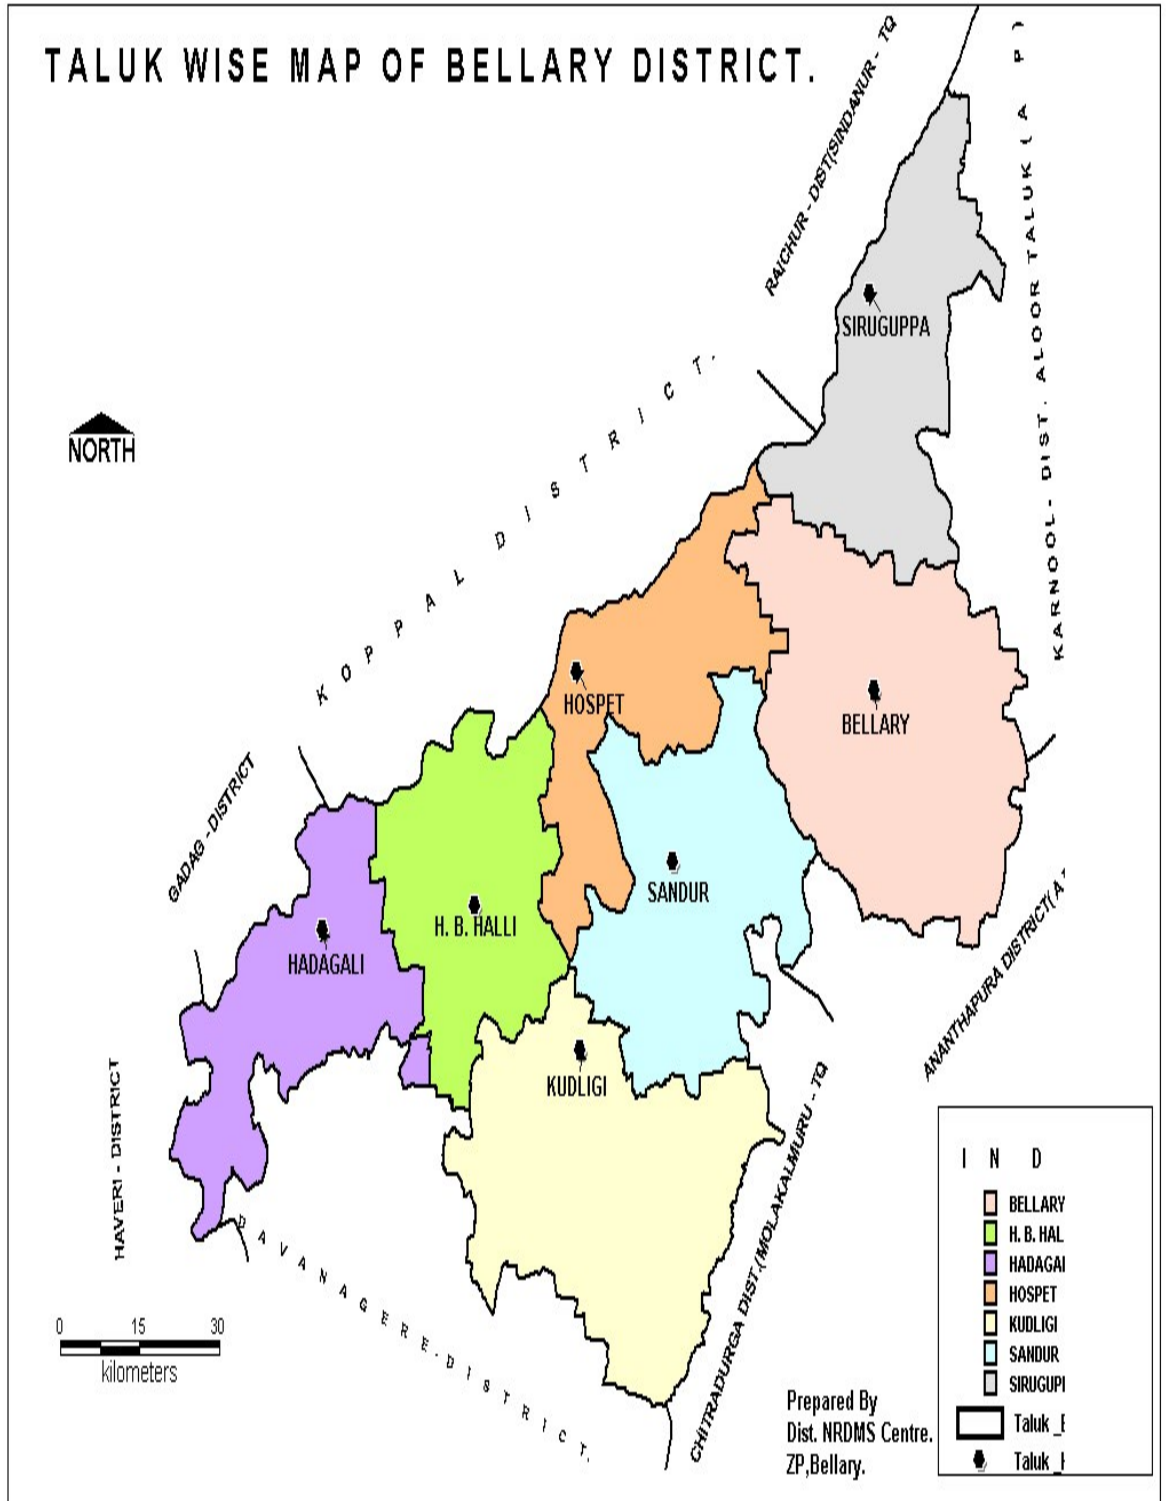 TALUK WISE MAP OF BELLARY DISTRICT.
RAICHUR - DIST(SINDANUR - TQ
KARNOOL - DIST. ALOOR TALUK ( A P )
SIRUGUPPA
KOPPAL DISTRICT.
NORTH
HOSPET
BELLARY
GADAG - DISTRICT
SANDUR
H. B. HALLI
HADAGALI
ANANTHAPURA DISTRICT( A
KUDLIGI
HAVERI - DISTRICT
DAVANAGERE - DISTRICT.
CHITRADURGA DIST.(MOLAKALMURU - TQ
0 15 30
kilometers
Prepared By
Dist. NRDMS Centre.
ZP,Bellary.
I N D
BELLARY
H. B. HAL
HADAGAI
HOSPET
KUDLIGI
SANDUR
SIRUGUPI
Taluk _
Taluk _